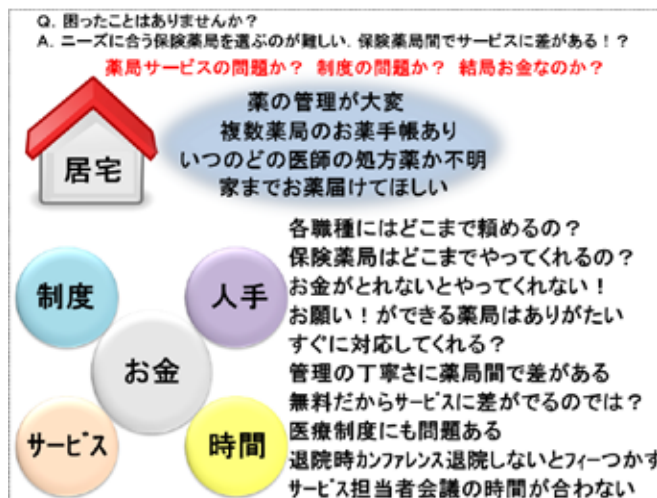 Q. 困ったことはありませんか？
A. ニーズに合う保険薬局を選ぶのが難しい. 保険薬局間でサービスに差がある！？
薬局サービスの問題か？ 制度の問題か？ 結局お金なのか？
薬の管理が大変
複数薬局のお薬手帳あり
いつのどの医師の処方薬か不明
家までお薬届けてほしい
居宅
各職種にはどこまで頼めるの？
保険薬局はどこまでやってくれるの？
お金がとれないとやってくれない！
お願い！ができる薬局はありがたい
すぐに対応してくれる？
管理の丁寧さに薬局間で差がある
無料だからｻｰﾋﾞｽに差がでるのでは？
医療制度にも問題ある
退院時ｶﾝﾌｧﾚﾝｽ退院しないとフィーつかず
ｻｰﾋﾞｽ担当者会議の時間が合わない
制度
人手
お金
サービス
時間